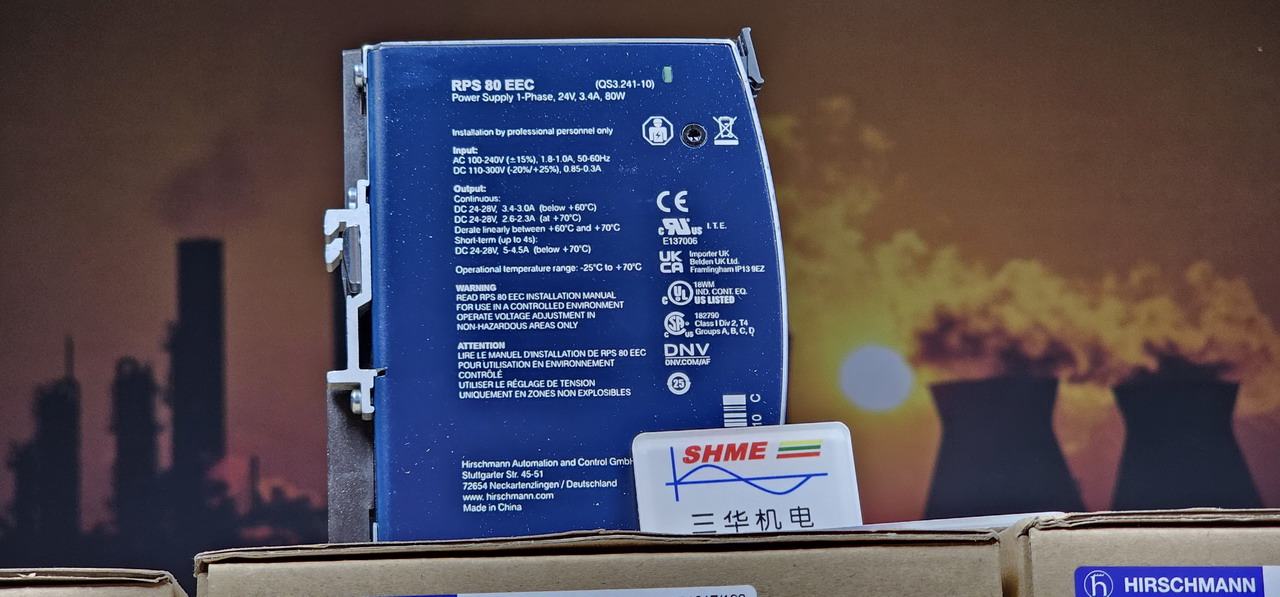 RPS 80 EEC (QS3.241-10)
Power Supply 1-Phase, 24V, 3.4A, 80W
Installation by professional personnel only
Input:
AC 100-240V (±15%), 1.8-1.0A, 50-60Hz
DC 110-300V (-20%/+25%), 0.85-0.3A
Output:
Continuous:
DC 24-28V, 3.4-3.0A (below +60°C)
DC 24-28V, 2.6-2.3A (at +70°C)
Derate linearly between +60°C and +70°C
Short-term (up to 4s):
DC 24-28V, 5-4.5A (below +70°C)
Operational temperature range: -25°C to +70°C
WARNING
READ RPS 80 EEC INSTALLATION MANUAL
FOR USE IN A CONTROLLED ENVIRONMENT
OPERATE VOLTAGE ADJUSTMENT IN
NON-HAZARDOUS AREAS ONLY
ATTENTION
LIRE LE MANUEL D'INSTALLATION DE RPS 80 EEC
POUR UTILISATION EN ENVIRONNEMENT
CONTRÔLÉ
UTILISER LE RÉGLAGE DE TENSION
UNIQUEMENT EN ZONES NON EXPLOSIBLES
Hirschmann Automation and Control GmbH
Stuttgarter Str. 45-51
72654 Neckartenzlingen / Deutschland
www. hirschmann.com
Made in China
CE
c RU us I.T.E.
E137006
UK CA
Importer UK
Belden UK Ltd.
Framlingham IP13 9EZ
c UL
18WM
IND. CONT. EQ.
US LISTED
c SA us
182790
Class I Div 2, T4
Groups A, B, C, D
DNV
DNV.COM/AF
25
10 C
SHME
三华机电
HIRSCHMANN